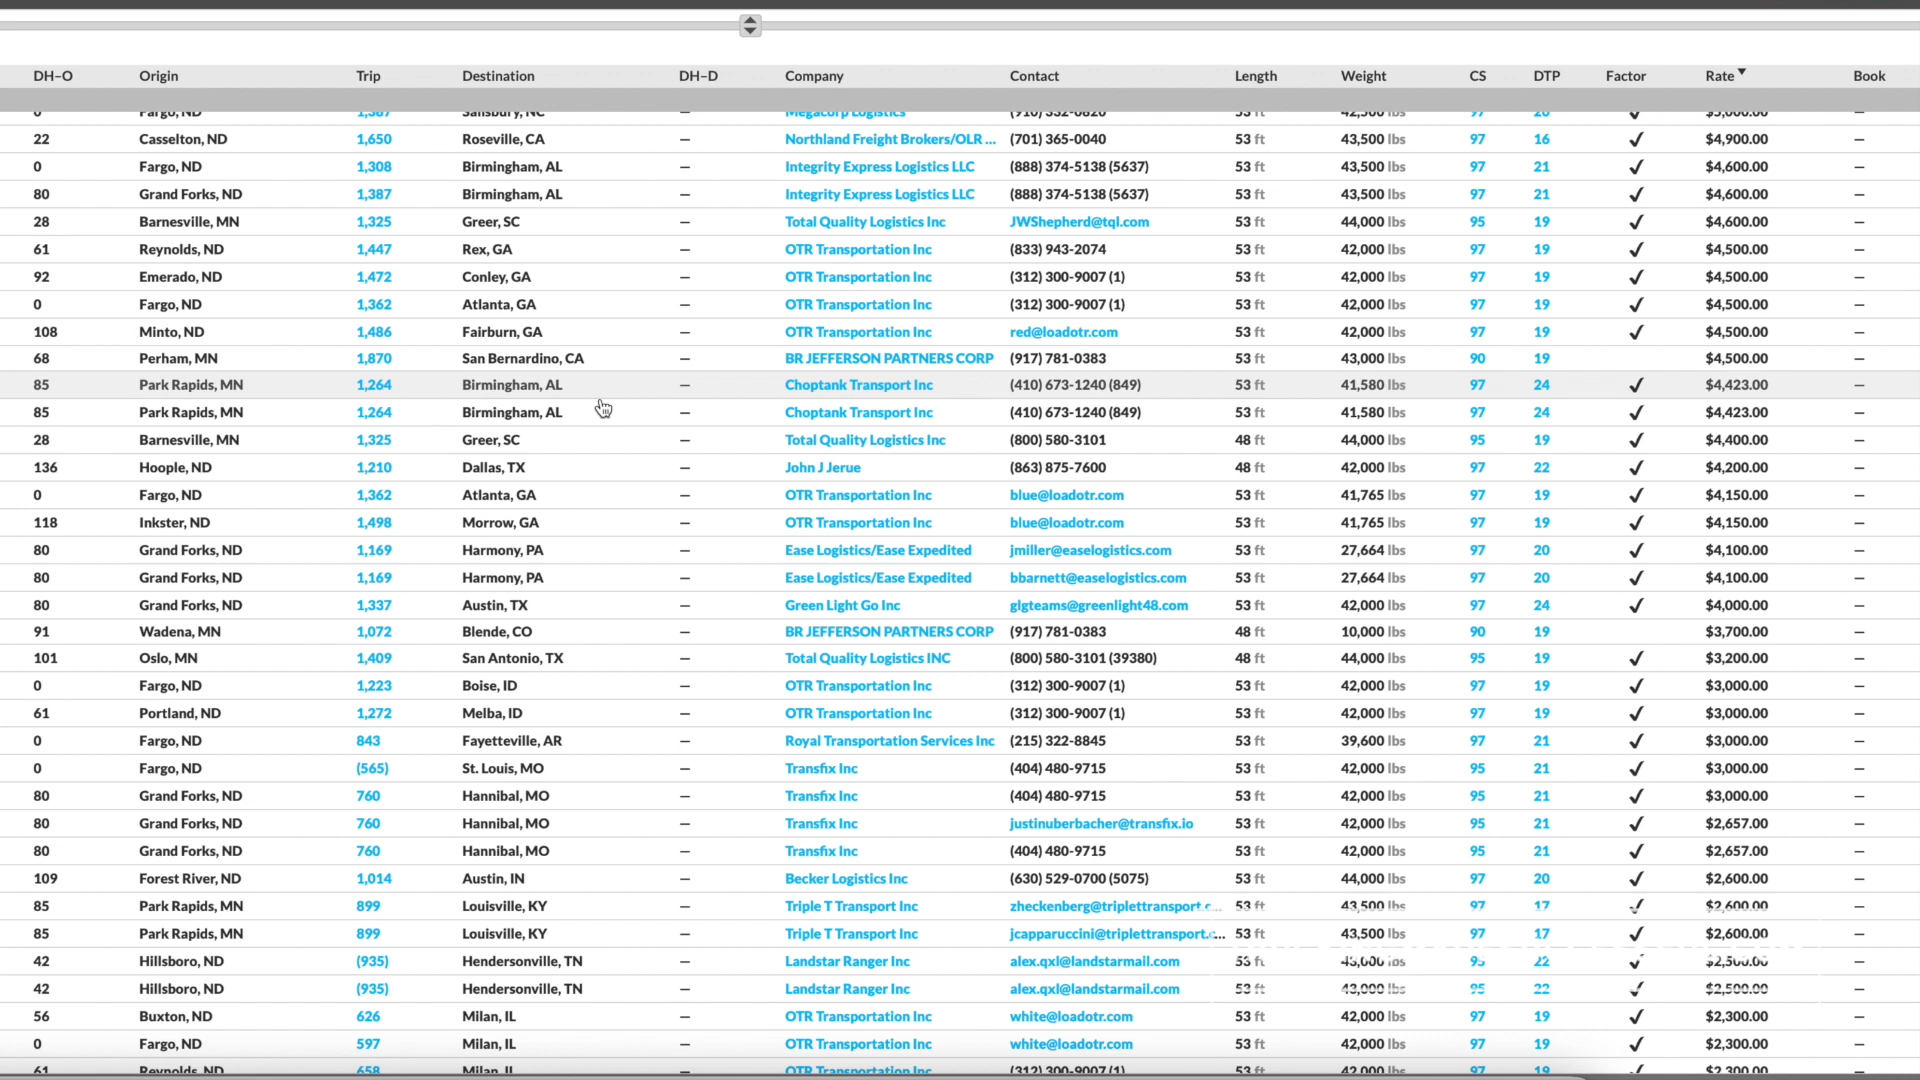 DH–O Origin Trip Destination DH–D Company Contact Length Weight CS DTP Factor Rate Book
0 Fargo, ND 1,387 Salisbury, NC – Megacorp Logistics (910) 332-0820 53 ft 42,500 lbs 97 20 ✓ $5,000.00 –
22 Casselton, ND 1,650 Roseville, CA – Northland Freight Brokers/OLR ... (701) 365-0040 53 ft 43,500 lbs 97 16 ✓ $4,900.00 –
0 Fargo, ND 1,308 Birmingham, AL – Integrity Express Logistics LLC (888) 374-5138 (5637) 53 ft 43,500 lbs 97 21 ✓ $4,600.00 –
80 Grand Forks, ND 1,387 Birmingham, AL – Integrity Express Logistics LLC (888) 374-5138 (5637) 53 ft 43,500 lbs 97 21 ✓ $4,600.00 –
28 Barnesville, MN 1,325 Greer, SC – Total Quality Logistics Inc JWShepherd@tql.com 53 ft 44,000 lbs 95 19 ✓ $4,600.00 –
61 Reynolds, ND 1,447 Rex, GA – OTR Transportation Inc (833) 943-2074 53 ft 42,000 lbs 97 19 ✓ $4,500.00 –
92 Emerado, ND 1,472 Conley, GA – OTR Transportation Inc (312) 300-9007 (1) 53 ft 42,000 lbs 97 19 ✓ $4,500.00 –
0 Fargo, ND 1,362 Atlanta, GA – OTR Transportation Inc (312) 300-9007 (1) 53 ft 42,000 lbs 97 19 ✓ $4,500.00 –
108 Minto, ND 1,486 Fairburn, GA – OTR Transportation Inc red@loadotr.com 53 ft 42,000 lbs 97 19 ✓ $4,500.00 –
68 Perham, MN 1,870 San Bernardino, CA – BR JEFFERSON PARTNERS CORP (917) 781-0383 53 ft 43,000 lbs 90 19 $4,500.00 –
85 Park Rapids, MN 1,264 Birmingham, AL – Choptank Transport Inc (410) 673-1240 (849) 53 ft 41,580 lbs 97 24 ✓ $4,423.00 –
85 Park Rapids, MN 1,264 Birmingham, AL – Choptank Transport Inc (410) 673-1240 (849) 53 ft 41,580 lbs 97 24 ✓ $4,423.00 –
28 Barnesville, MN 1,325 Greer, SC – Total Quality Logistics Inc (800) 580-3101 48 ft 44,000 lbs 95 19 ✓ $4,400.00 –
136 Hoople, ND 1,210 Dallas, TX – John J Jerue (863) 875-7600 48 ft 42,000 lbs 97 22 ✓ $4,200.00 –
0 Fargo, ND 1,362 Atlanta, GA – OTR Transportation Inc blue@loadotr.com 53 ft 41,765 lbs 97 19 ✓ $4,150.00 –
118 Inkster, ND 1,498 Morrow, GA – OTR Transportation Inc blue@loadotr.com 53 ft 41,765 lbs 97 19 ✓ $4,150.00 –
80 Grand Forks, ND 1,169 Harmony, PA – Ease Logistics/Ease Expedited jmiller@easelogistics.com 53 ft 27,664 lbs 97 20 ✓ $4,100.00 –
80 Grand Forks, ND 1,169 Harmony, PA – Ease Logistics/Ease Expedited bbarnett@easelogistics.com 53 ft 27,664 lbs 97 20 ✓ $4,100.00 –
80 Grand Forks, ND 1,337 Austin, TX – Green Light Go Inc glgteams@greenlight48.com 53 ft 42,000 lbs 97 24 ✓ $4,000.00 –
91 Wadena, MN 1,072 Blende, CO – BR JEFFERSON PARTNERS CORP (917) 781-0383 48 ft 10,000 lbs 90 19 $3,700.00 –
101 Oslo, MN 1,409 San Antonio, TX – Total Quality Logistics INC (800) 580-3101 (39380) 48 ft 44,000 lbs 95 19 ✓ $3,200.00 –
0 Fargo, ND 1,223 Boise, ID – OTR Transportation Inc (312) 300-9007 (1) 53 ft 42,000 lbs 97 19 ✓ $3,000.00 –
61 Portland, ND 1,272 Melba, ID – OTR Transportation Inc (312) 300-9007 (1) 53 ft 42,000 lbs 97 19 ✓ $3,000.00 –
0 Fargo, ND 843 Fayetteville, AR – Royal Transportation Services Inc (215) 322-8845 53 ft 39,600 lbs 97 21 ✓ $3,000.00 –
0 Fargo, ND (565) St. Louis, MO – Transfix Inc (404) 480-9715 53 ft 42,000 lbs 95 21 ✓ $3,000.00 –
80 Grand Forks, ND 760 Hannibal, MO – Transfix Inc (404) 480-9715 53 ft 42,000 lbs 95 21 ✓ $3,000.00 –
80 Grand Forks, ND 760 Hannibal, MO – Transfix Inc justinuberbacher@transfix.io 53 ft 42,000 lbs 95 21 ✓ $2,657.00 –
80 Grand Forks, ND 760 Hannibal, MO – Transfix Inc (404) 480-9715 53 ft 42,000 lbs 95 21 ✓ $2,657.00 –
109 Forest River, ND 1,014 Austin, IN – Becker Logistics Inc (630) 529-0700 (5075) 53 ft 44,000 lbs 97 20 ✓ $2,600.00 –
85 Park Rapids, MN 899 Louisville, KY – Triple T Transport Inc zheckenberg@triplettransport.c... 53 ft 43,500 lbs 97 17 ✓ $2,600.00 –
85 Park Rapids, MN 899 Louisville, KY – Triple T Transport Inc jcapparuccini@triplettransport.c... 53 ft 43,500 lbs 97 17 ✓ $2,600.00 –
42 Hillsboro, ND (935) Hendersonville, TN – Landstar Ranger Inc alex.qxl@landstarmail.com 53 ft 43,000 lbs 95 22 ✓ $2,500.00 –
42 Hillsboro, ND (935) Hendersonville, TN – Landstar Ranger Inc alex.qxl@landstarmail.com 53 ft 43,000 lbs 95 22 ✓ $2,500.00 –
56 Buxton, ND 626 Milan, IL – OTR Transportation Inc white@loadotr.com 53 ft 42,000 lbs 97 19 ✓ $2,300.00 –
0 Fargo, ND 597 Milan, IL – OTR Transportation Inc white@loadotr.com 53 ft 42,000 lbs 97 19 ✓ $2,300.00 –
61 Reynolds, ND 658 Milan, IL – OTR Transportation Inc (312) 300-9007 (1) 53 ft 42,000 lbs 97 19 ✓ $2,300.00 –